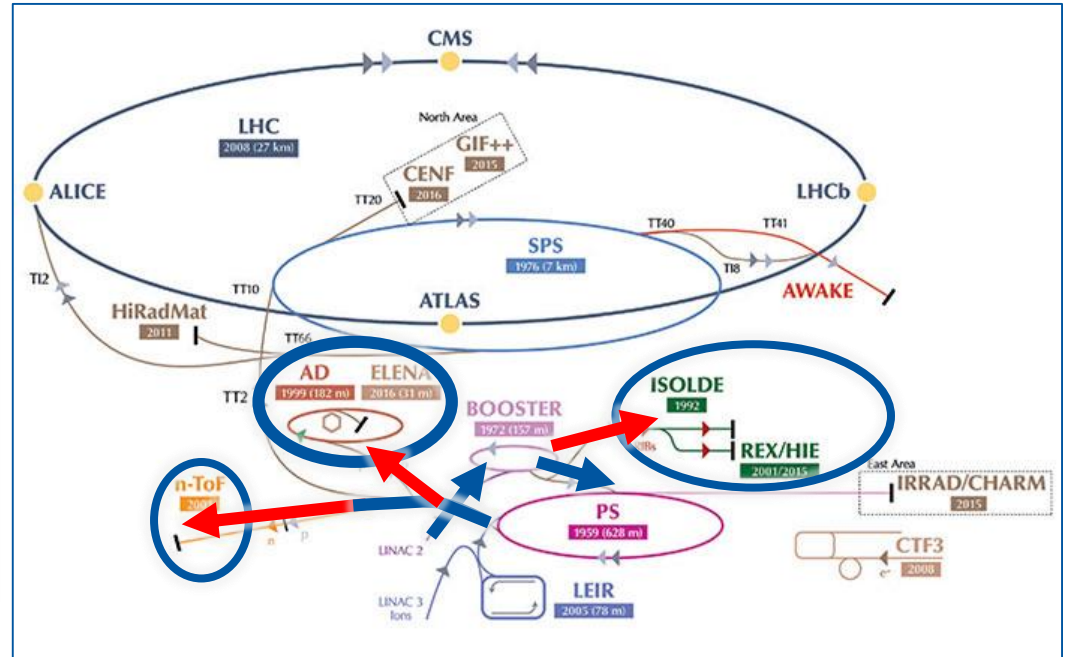 CMS
LHC
2008 (27 km)
North Area
GIF++
2015
CENF
2016
TT20
ALICE
LHCb
TT40
TT41
SPS
1976 (7 km)
TI8
TI2
TT10
AWAKE
ATLAS
HiRadMat
2011
TT66
AD
1999 (182 m)
ELENA
2016 (31 m)
TT2
ISOLDE
1992
BOOSTER
1972 (157 m)
REX/HIE
2001/2015
East Area
IRRAD/CHARM
2015
n-ToF
PS
1959 (628 m)
n
p
LINAC 2
CTF3
2008
e-
LEIR
2005 (78 m)
LINAC 3
Ions